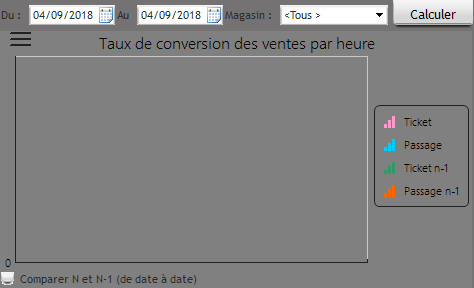 Du : 04/09/2018 Au 04/09/2018 Magasin : <Tous > Calculer
Taux de conversion des ventes par heure
Ticket
Passage
Ticket n-1
Passage n-1
0
Comparer N et N-1 (de date à date)